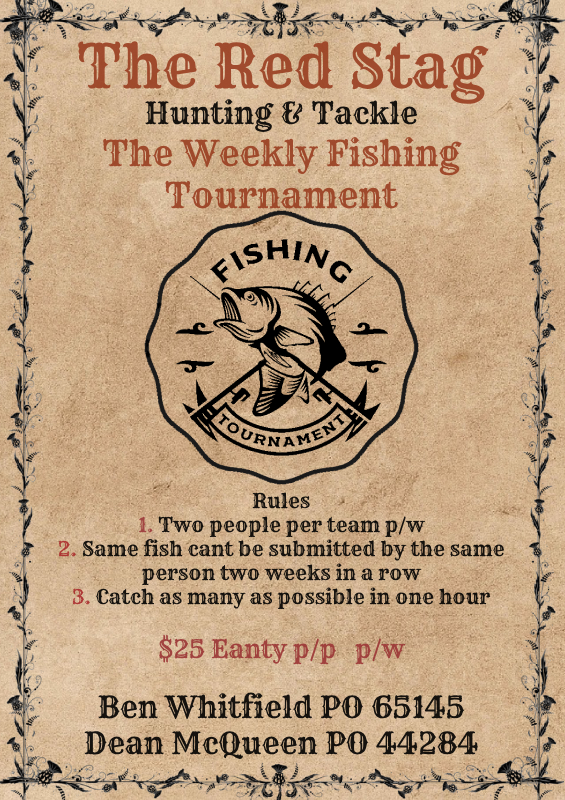 The Red Stag
Hunting & Tackle
The Weekly Fishing
Tournament
FISHING
TOURNAMENT
Rules
1. Two people per team p/w
2. Same fish cant be submitted by the same
person two weeks in a row
3. Catch as many as possible in one hour
$25 Eanty p/p p/w
Ben Whitfield PO 65145
Dean McQueen PO 44284